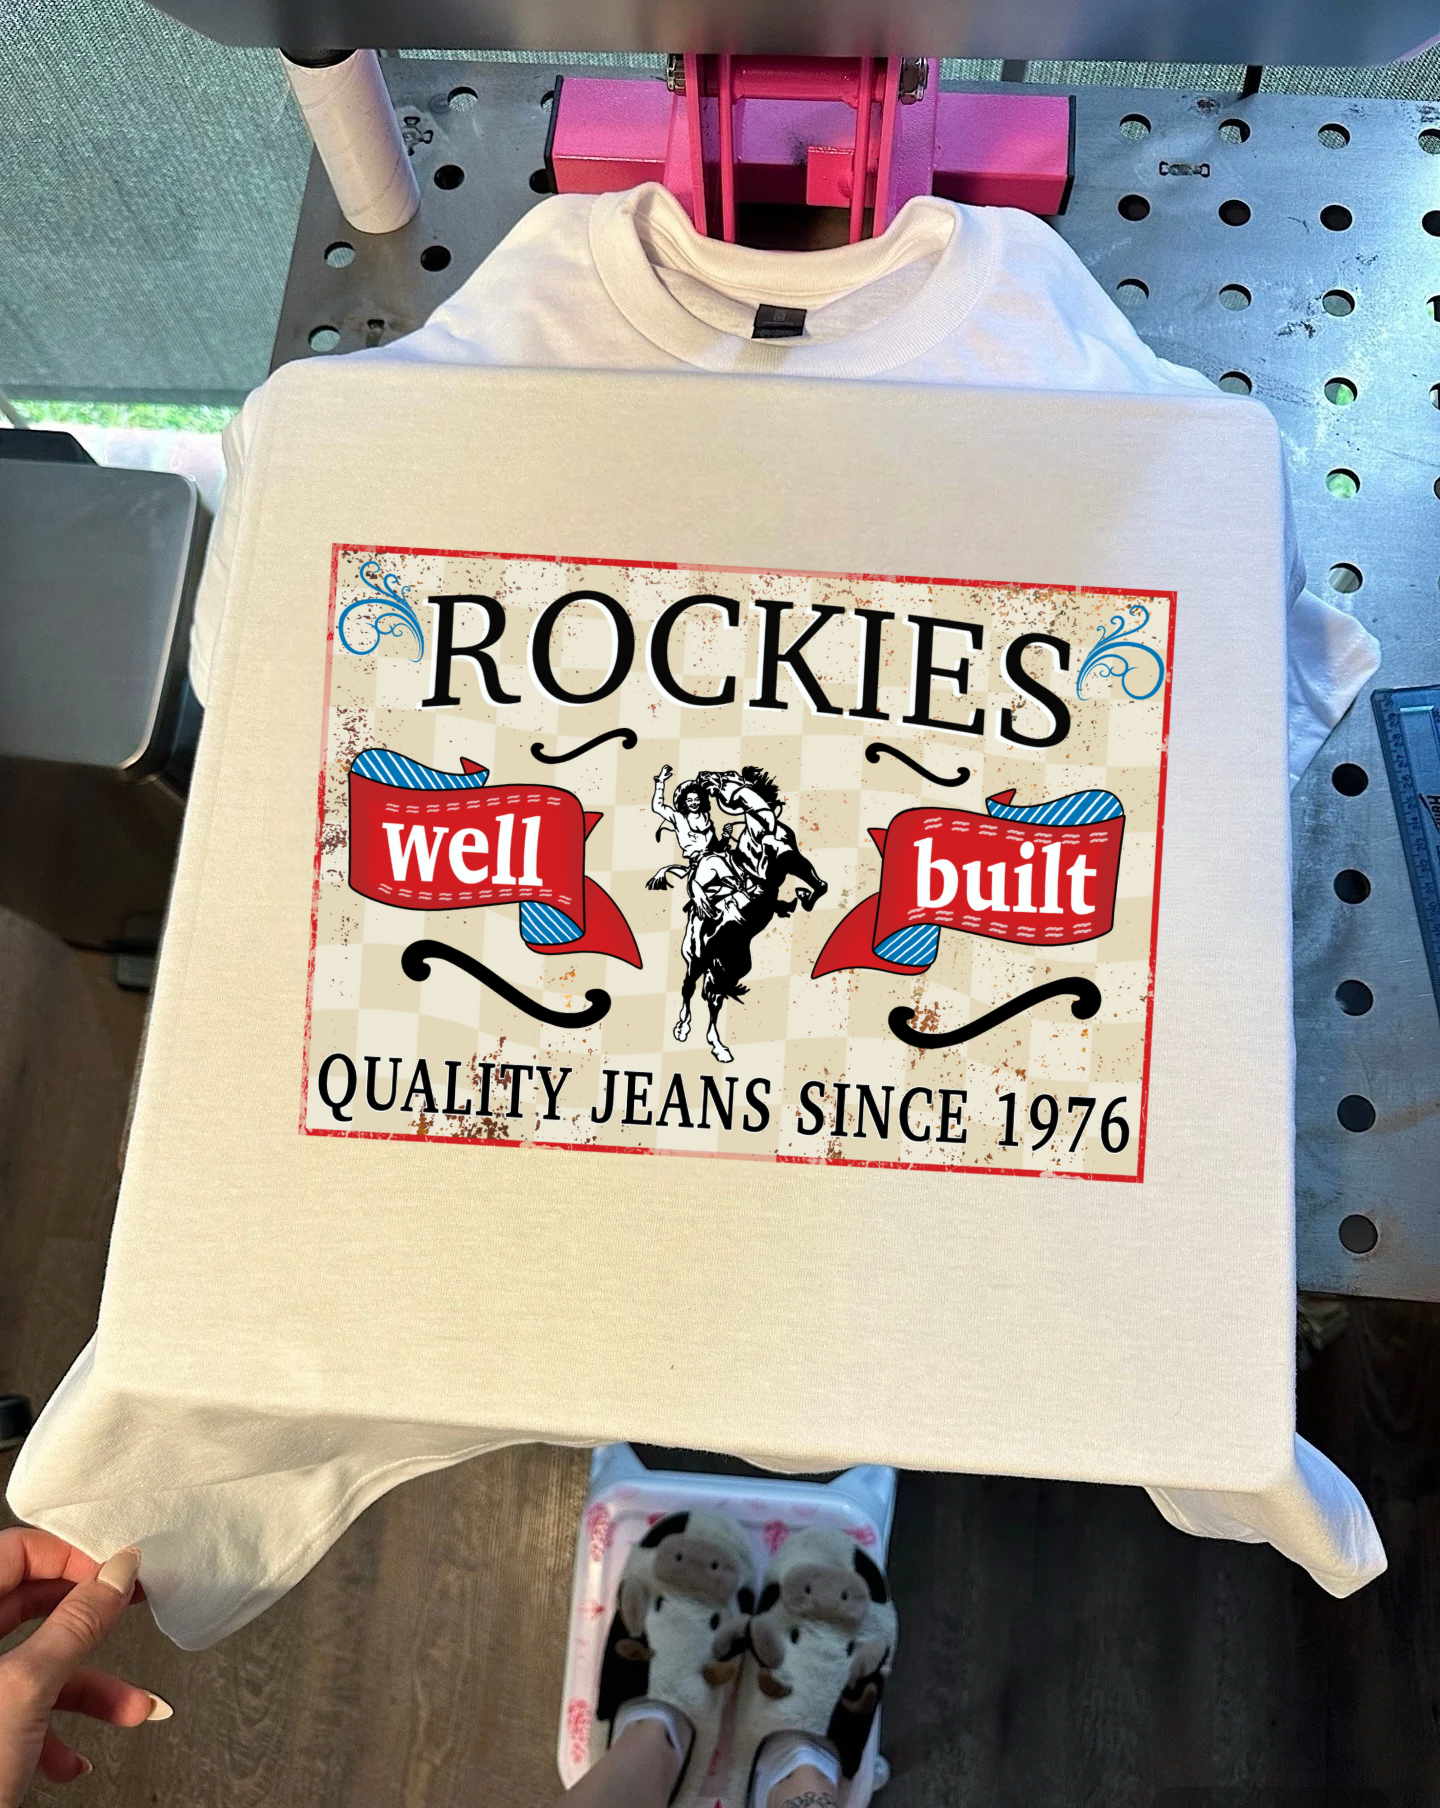 ROCKIES
well built
QUALITY JEANS SINCE 1976